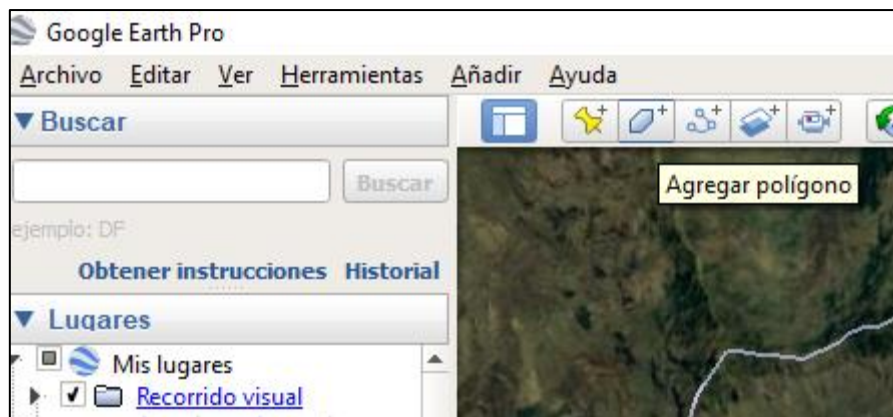 Google Earth Pro
Archivo Editar Ver Herramientas Añadir Ayuda
Buscar
Buscar
ejemplo: DF
Agregar polígono
Obtener instrucciones Historial
Lugares
Mis lugares
Recorrido visual